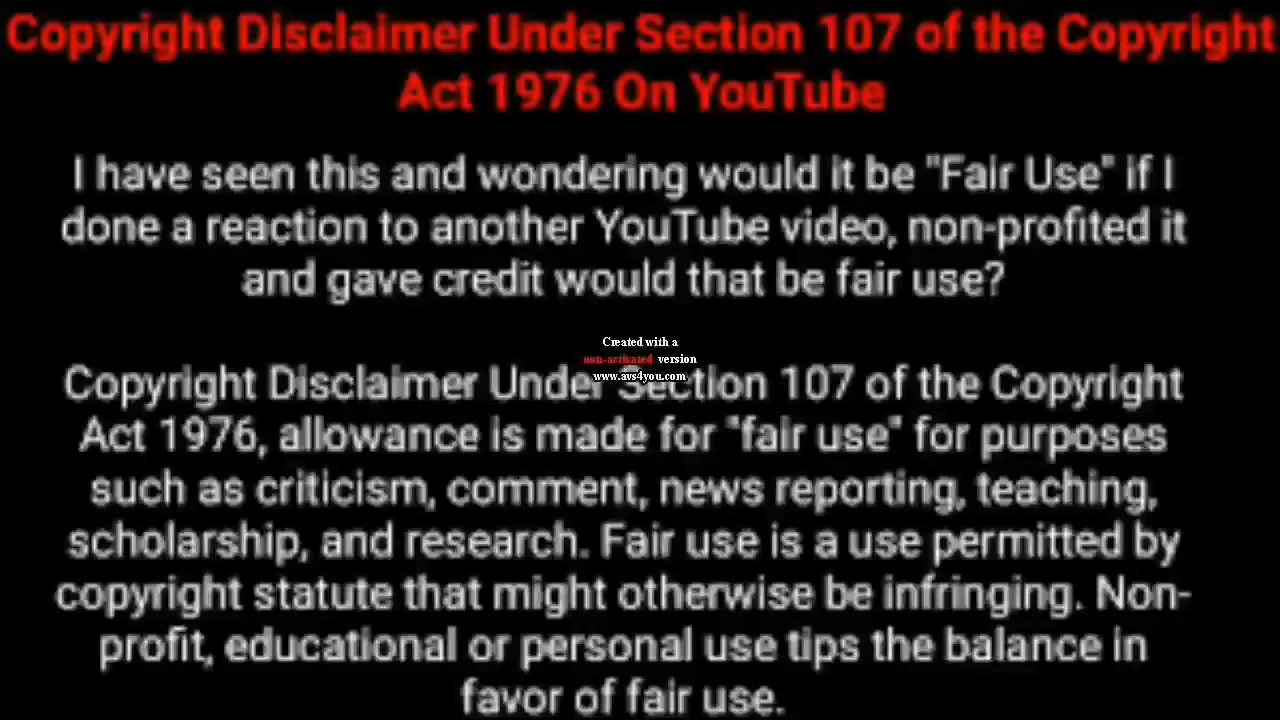 Copyright Disclaimer Under Section 107 of the Copyright
Act 1976 On YouTube
I have seen this and wondering would it be "Fair Use" if I
done a reaction to another YouTube video, non-profited it
and gave credit would that be fair use?
Created with a
non-activated version
www.avs4you.com
Copyright Disclaimer Under Section 107 of the Copyright
Act 1976, allowance is made for "fair use" for purposes
such as criticism, comment, news reporting, teaching,
scholarship, and research. Fair use is a use permitted by
copyright statute that might otherwise be infringing. Non-
profit, educational or personal use tips the balance in
favor of fair use.